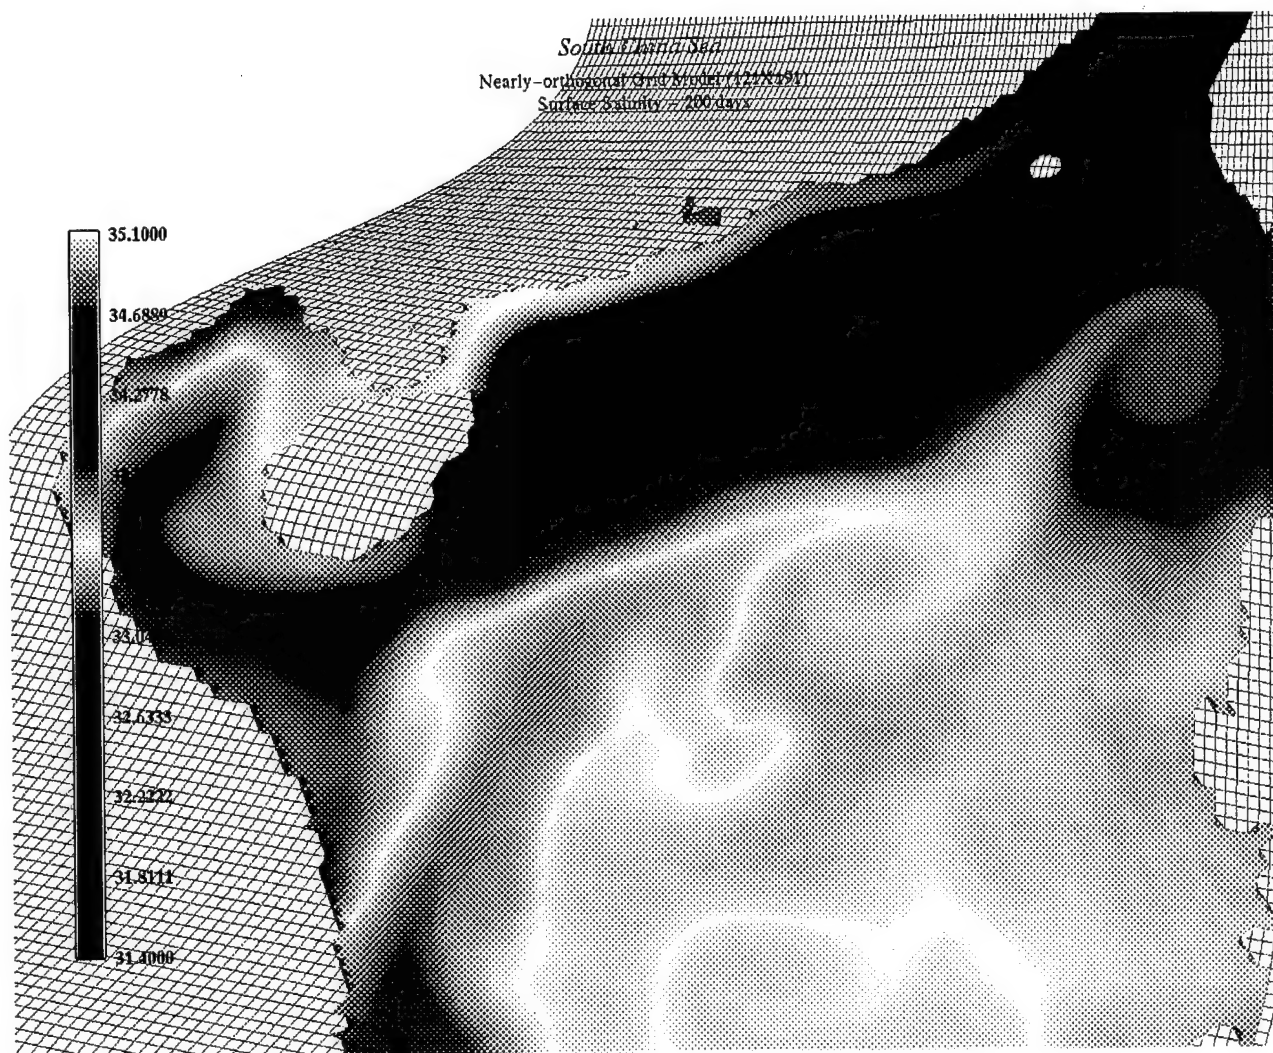 South China Sea
Nearly-orthogonal Grid Model (121X191)
Surface Salinity - 200 days
35.1000
34.6889
34.2778
32.6333
32.2222
31.8111
31.4000